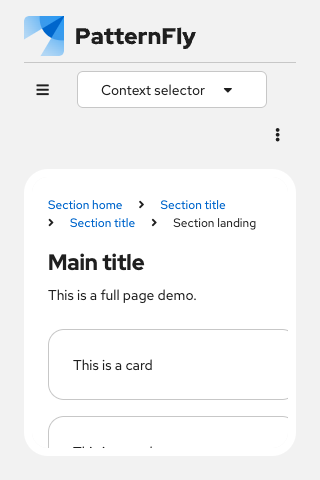 PatternFly
Context selector
Section home Section title
Section title Section landing
Main title
This is a full page demo.
This is a card